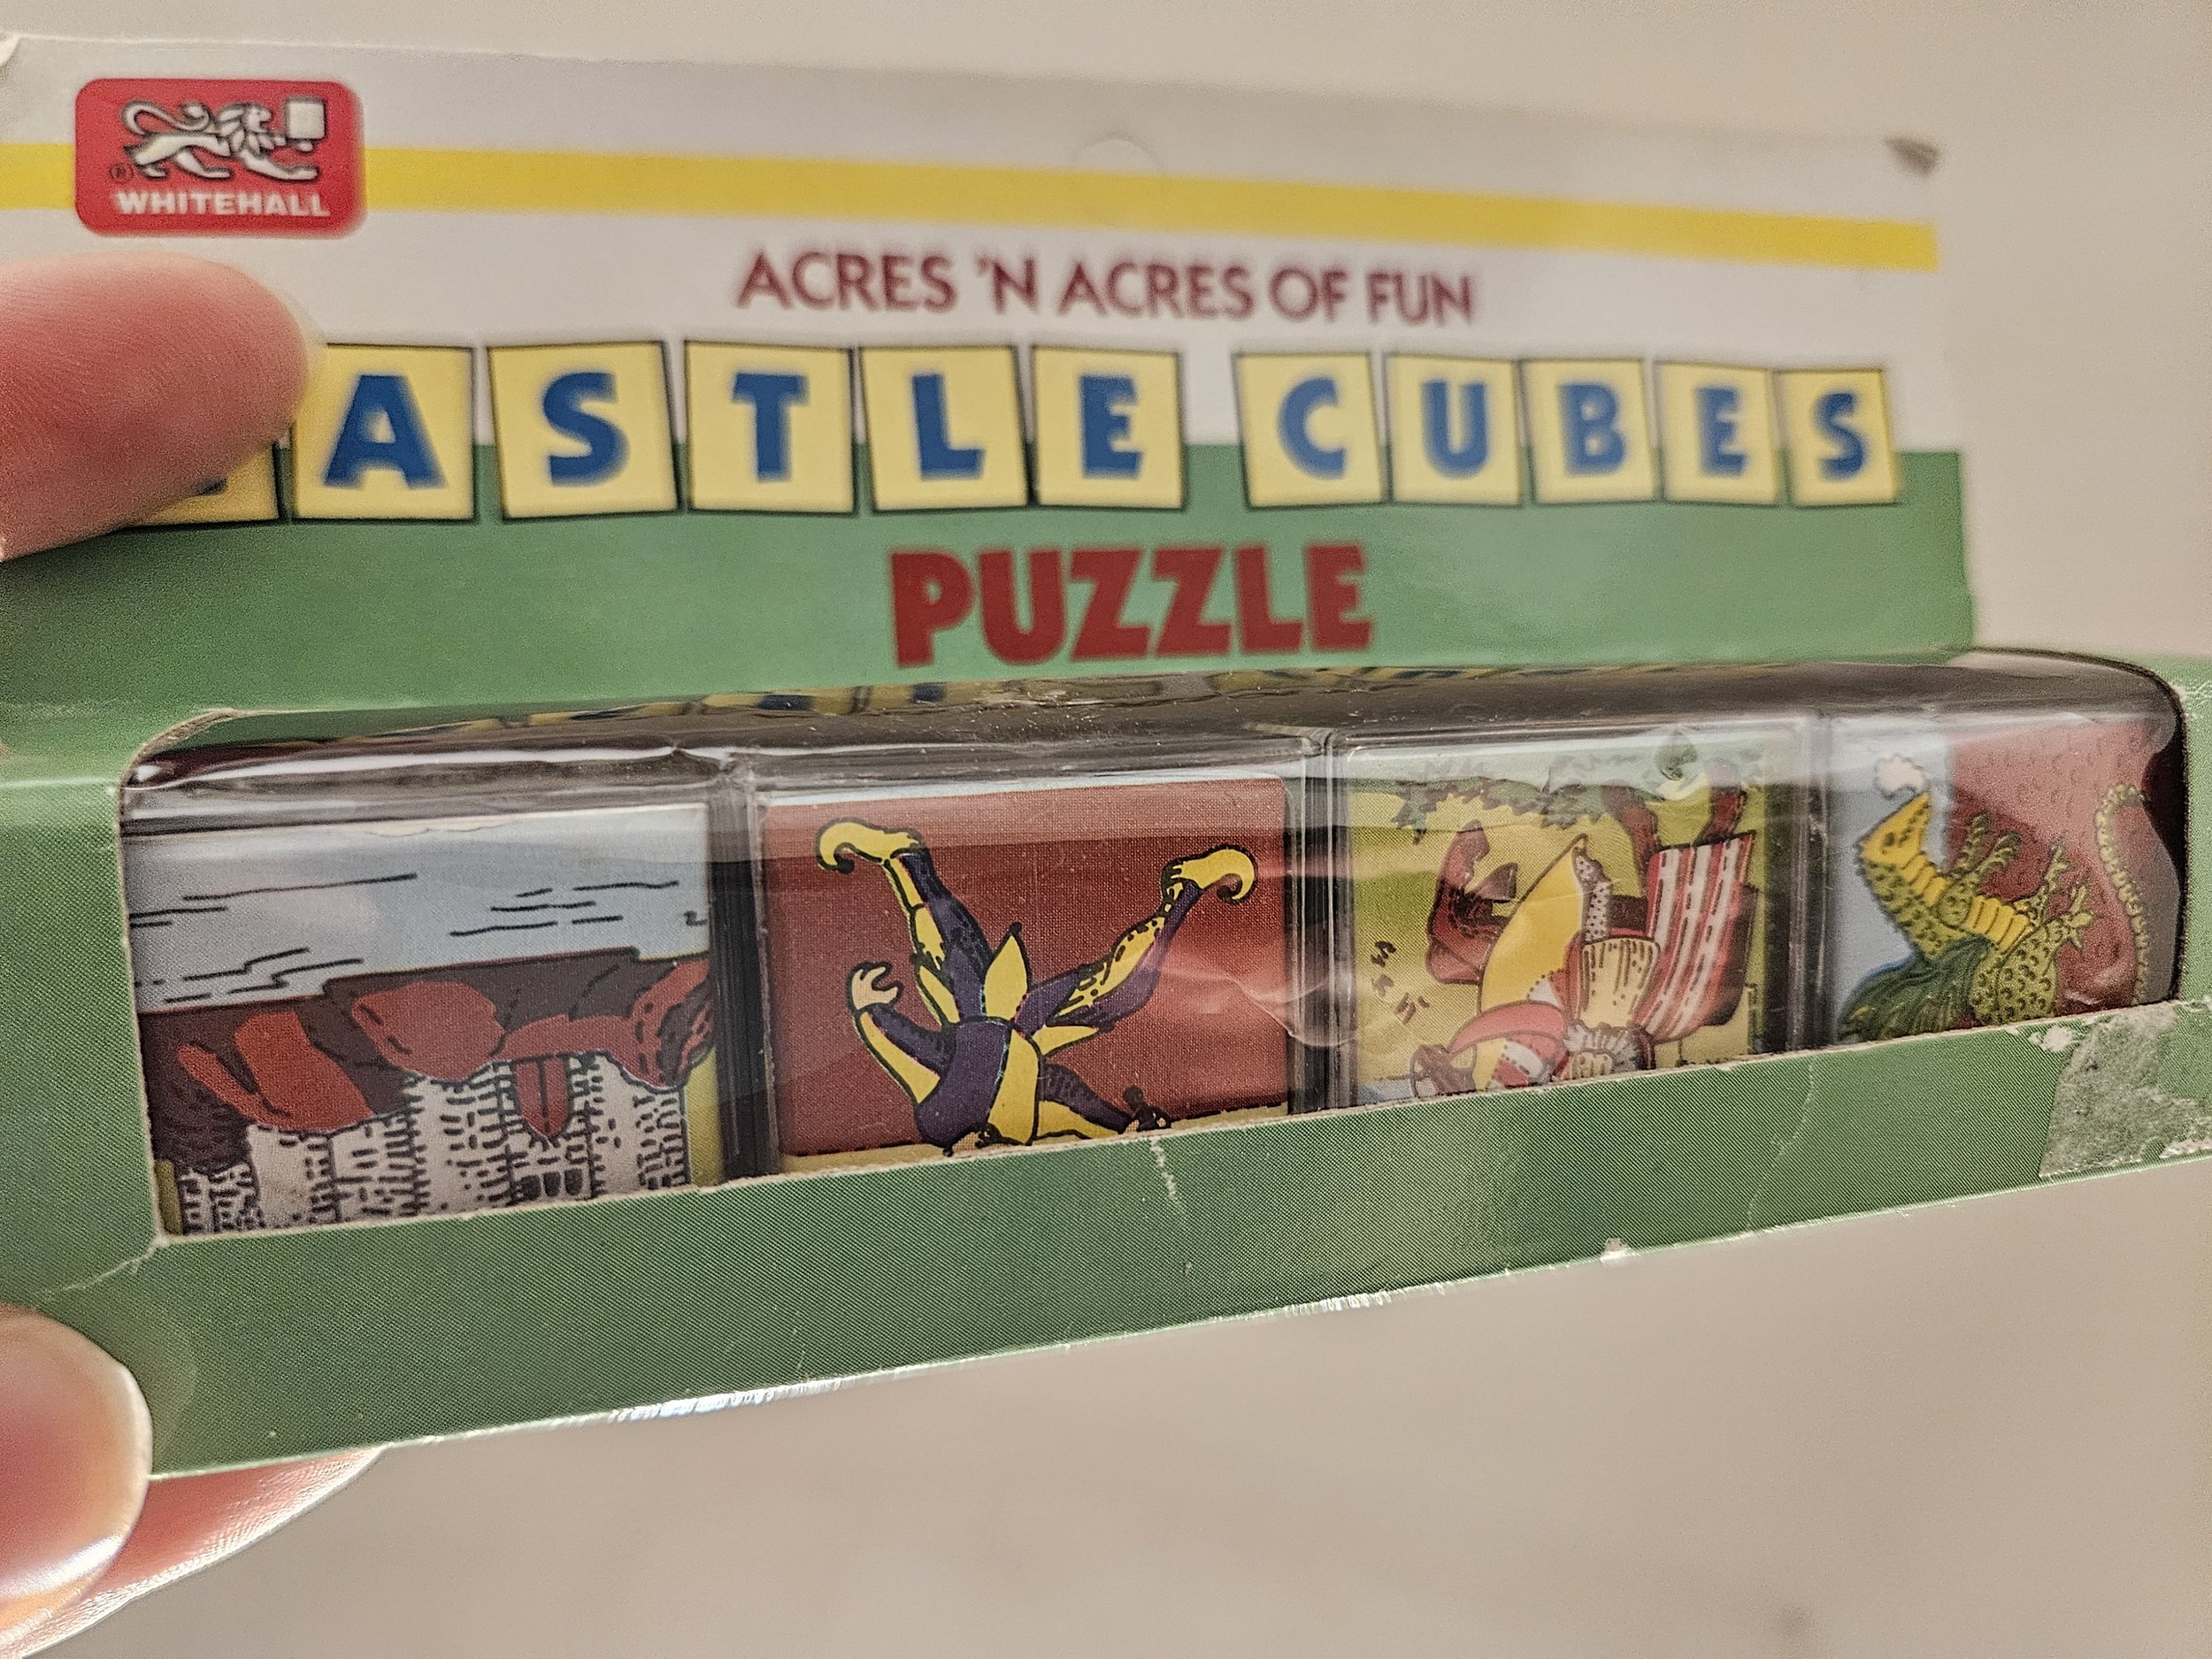 ® WHITEHALL
ACRES 'N ACRES OF FUN
ASTLE CUBES
PUZZLE